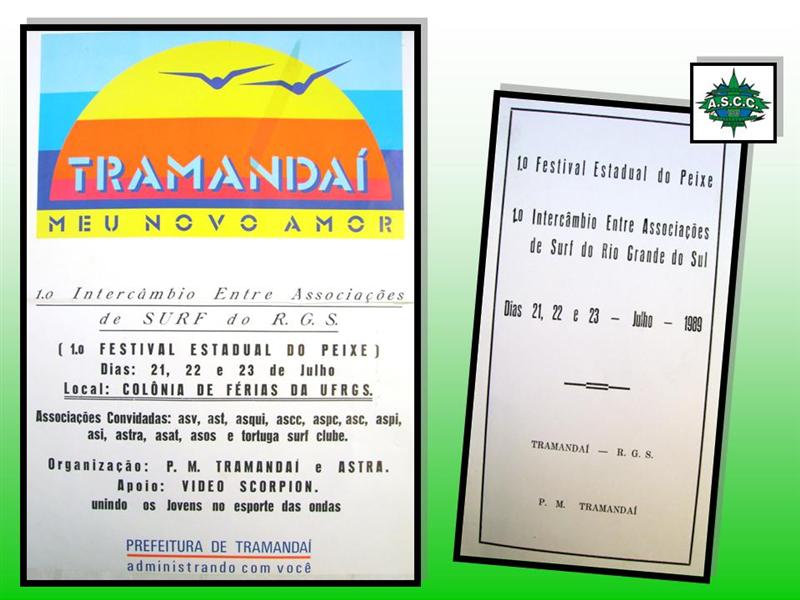 TRAMANDAÍ
MEU NOVO AMOR
1.o Intercâmbio Entre Associações
de SURF do R. G. S.
( 1.o FESTIVAL ESTADUAL DO PEIXE )
Dias: 21, 22 e 23 de Julho
Local: COLÔNIA DE FÉRIAS DA UFRGS.
Associações Convidadas: asv, ast, asqui, ascc, aspc, asc, aspi,
asi, astra, asat, asos e tortuga surf clube.
Organização: P. M. TRAMANDAÍ e ASTRA.
Apoio: VIDEO SCORPION.
unindo os Jovens no esporte das ondas
PREFEITURA DE TRAMANDAÍ
administrando com você
A.S.C.C.
1.o Festival Estadual do Peixe
1.o Intercâmbio Entre Associações
de Surf do Rio Grande do Sul
Dias 21, 22 e 23 — Julho — 1989
TRAMANDAÍ — R. G. S.
P. M. TRAMANDAÍ